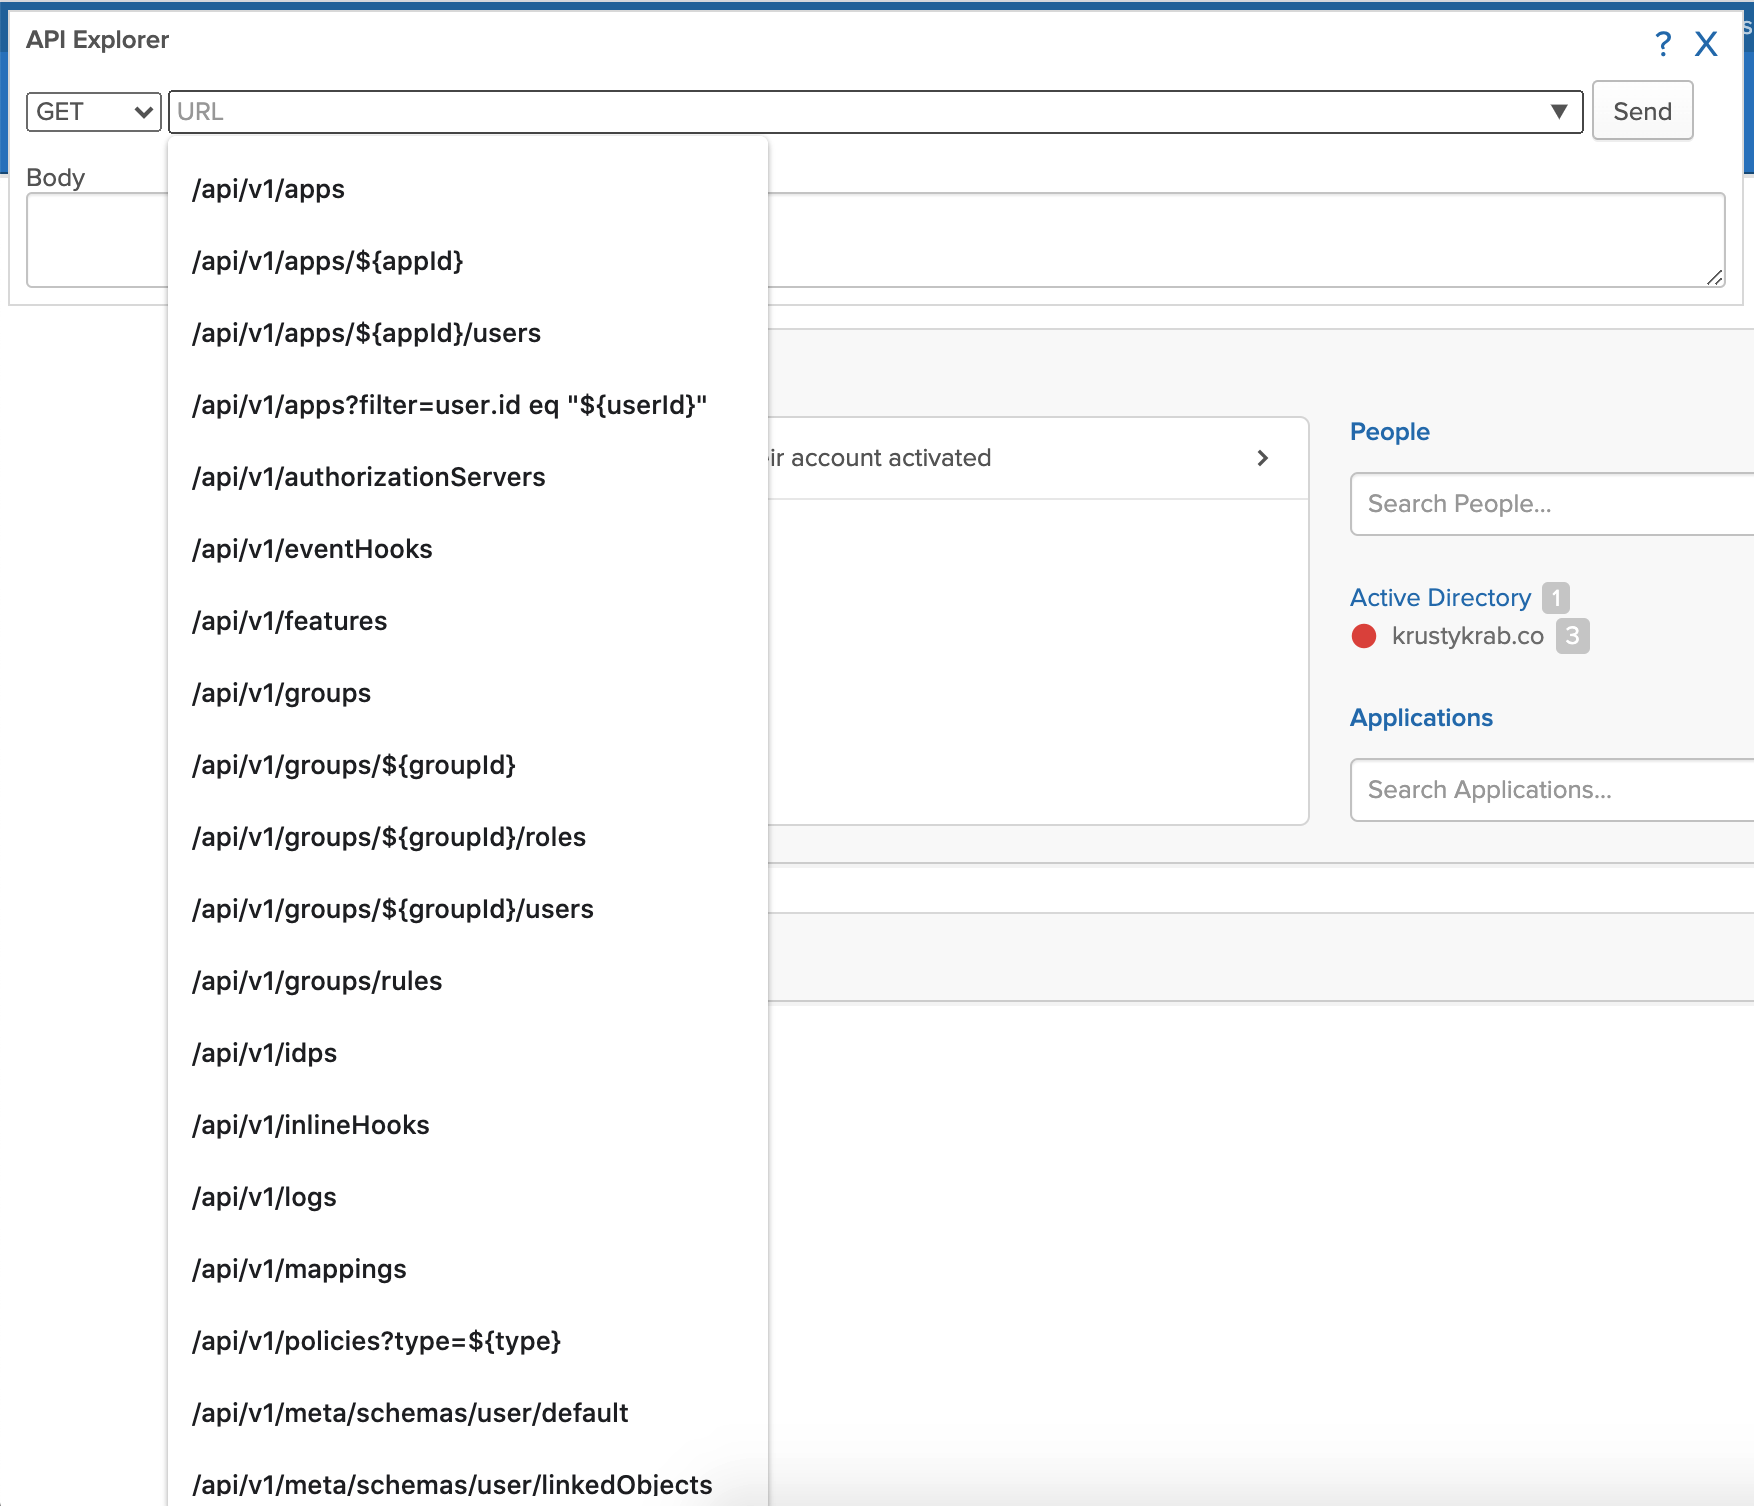 API Explorer
? X
GET
URL
Send
Body
/api/v1/apps
/api/v1/apps/${appId}
/api/v1/apps/${appId}/users
/api/v1/apps?filter=user.id eq "${userId}"
/api/v1/authorizationServers
/api/v1/eventHooks
/api/v1/features
/api/v1/groups
/api/v1/groups/${groupId}
/api/v1/groups/${groupId}/roles
/api/v1/groups/${groupId}/users
/api/v1/groups/rules
/api/v1/idps
/api/v1/inlineHooks
/api/v1/logs
/api/v1/mappings
/api/v1/policies?type=${type}
/api/v1/meta/schemas/user/default
/api/v1/meta/schemas/user/linkedObjects
account activated
People
Search People...
Active Directory 1
krustykrab.co 3
Applications
Search Applications...